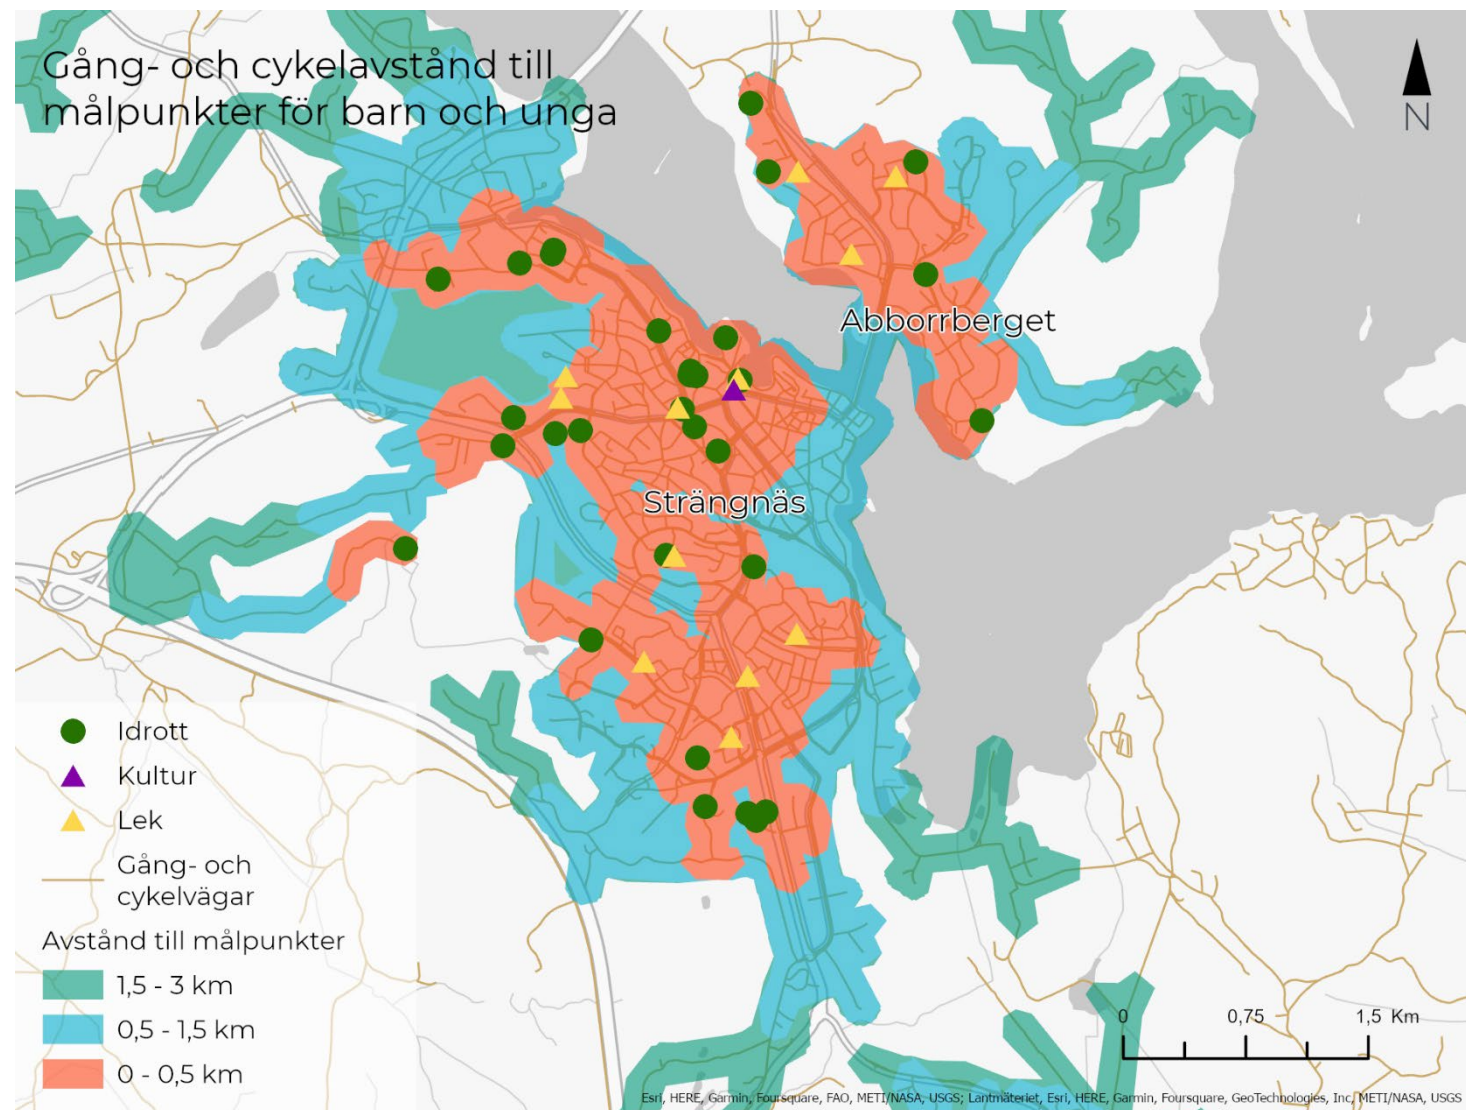 Gång- och cykelavstånd till
målpunkter för barn och unga
N
Abborrberget
Strängnäs
Idrott
Kultur
Lek
Gång- och
cykelvägar
Avstånd till målpunkter
1,5 - 3 km
0,5 - 1,5 km
0 - 0,5 km
0 0,75 1,5 Km
Esri, HERE, Garmin, Foursquare, FAO, METI/NASA, USGS; Lantmäteriet, Esri, HERE, Garmin, Foursquare, GeoTechnologies, Inc, METI/NASA, USGS